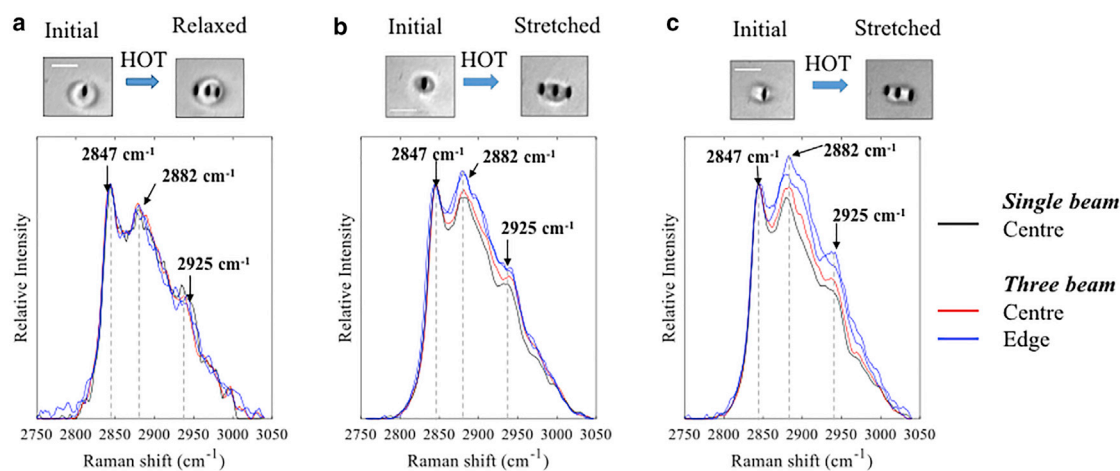 a
Initial
Relaxed
HOT
2847 cm-1
2882 cm-1
2925 cm-1
Relative Intensity
2750 2800 2850 2900 2950 3000 3050
Raman shift (cm-1)
b
Initial
Stretched
HOT
2847 cm-1
2882 cm-1
2925 cm-1
Relative Intensity
2750 2800 2850 2900 2950 3000 3050
Raman shift (cm-1)
c
Initial
Stretched
HOT
2847 cm-1
2882 cm-1
2925 cm-1
Relative Intensity
2750 2800 2850 2900 2950 3000 3050
Raman shift (cm-1)
Single beam
Centre
Three beam
Centre
Edge